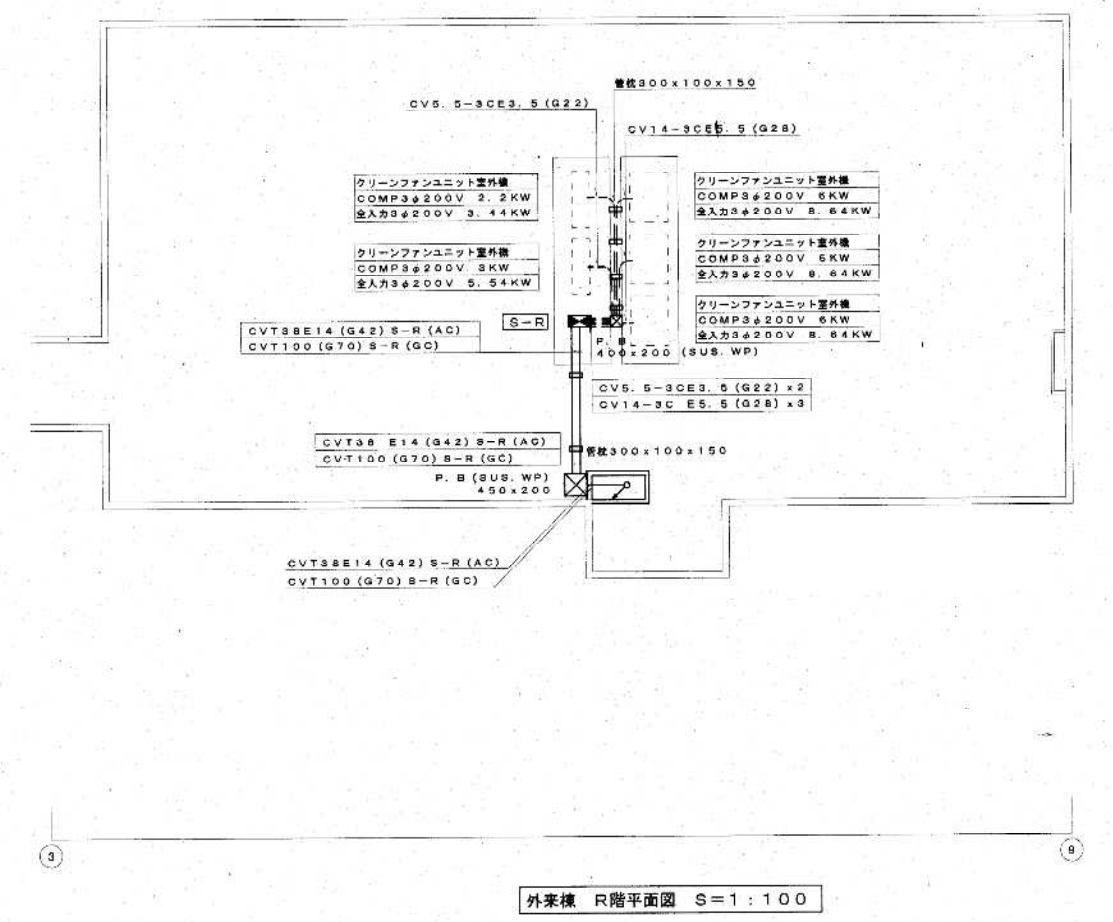 管枕300x100x150
CV5.5-3CE3.5(G22)
CV14-3CE5.5(G28)
クリーンファンユニット室外機
COMP3φ200V 2.2KW
全入力3φ200V 3.44KW
クリーンファンユニット室外機
COMP3φ200V 6KW
全入力3φ200V 8.64KW
クリーンファンユニット室外機
COMP3φ200V 3KW
全入力3φ200V 5.54KW
クリーンファンユニット室外機
COMP3φ200V 6KW
全入力3φ200V 8.64KW
クリーンファンユニット室外機
COMP3φ200V 6KW
全入力3φ200V 8.64KW
S-R
CVT38E14(G42)S-R(AC)
CVT100(G70)S-R(GC)
P.B
400x200 (SUS.WP)
CV5.5-3CE3.5(G22)x2
CV14-3C E5.5(G28)x3
CVT38 E14(G42)S-R(AC)
CVT100(G70)S-R(GC)
管枕300x100x150
P.B(SUS.WP)
450x200
CVT38E14(G42)S-R(AC)
CVT100(G70)S-R(GC)
3
9
外来棟 R階平面図 S=1:100